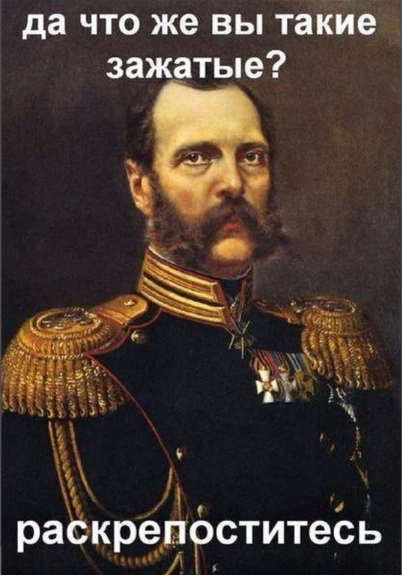 да что же вы такие
зажатые?
раскрепоститесь